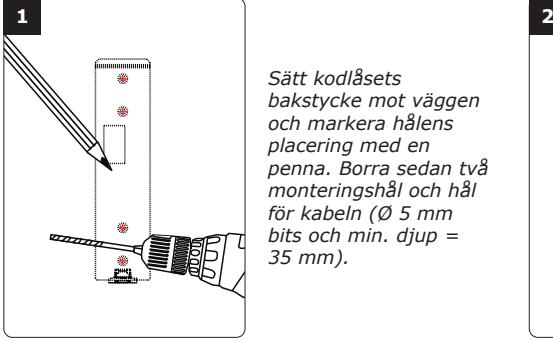 1
Sätt kodlåsets
bakstycke mot väggen
och markera hålens
placering med en
penna. Borra sedan två
monteringshål och hål
för kabeln (Ø 5 mm
bits och min. djup =
35 mm).
2